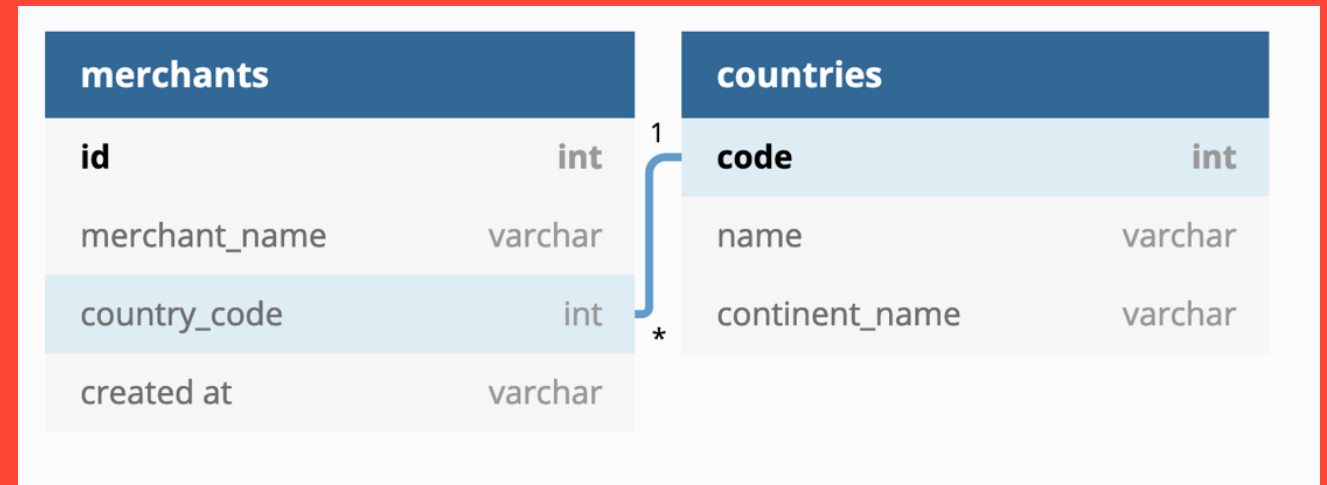 merchants
id int
merchant_name varchar
country_code int
created at varchar
1
*
countries
code int
name varchar
continent_name varchar